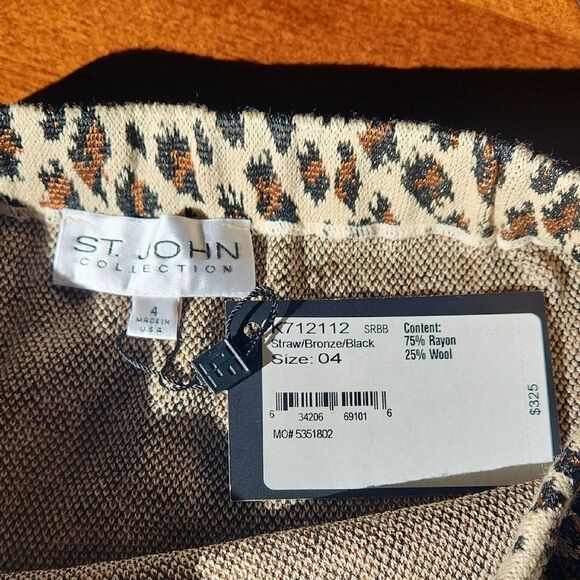 ST. JOHN
COLLECTION
4
MADE IN
U.S.A
K712112 SRBB
Straw/Bronze/Black
Size: 04
Content:
75% Rayon
25% Wool
6 34206 69101 6
MO# 5351802
$325